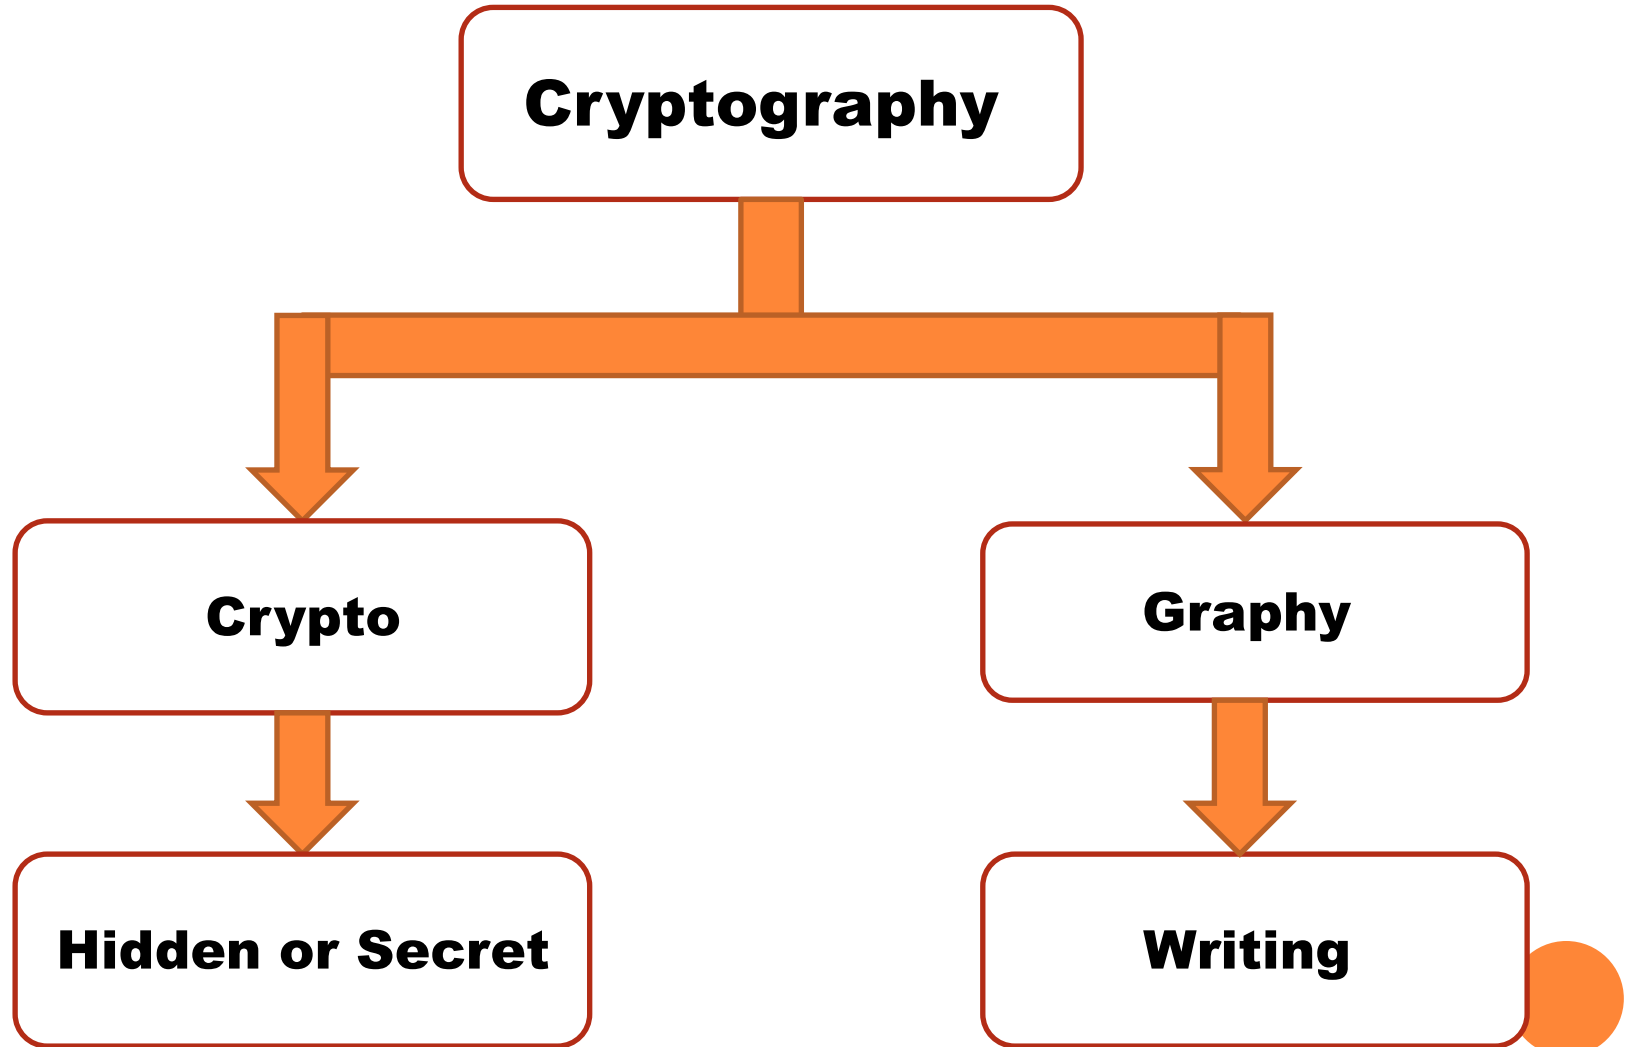 Cryptography
Crypto
Graphy
Hidden or Secret
Writing